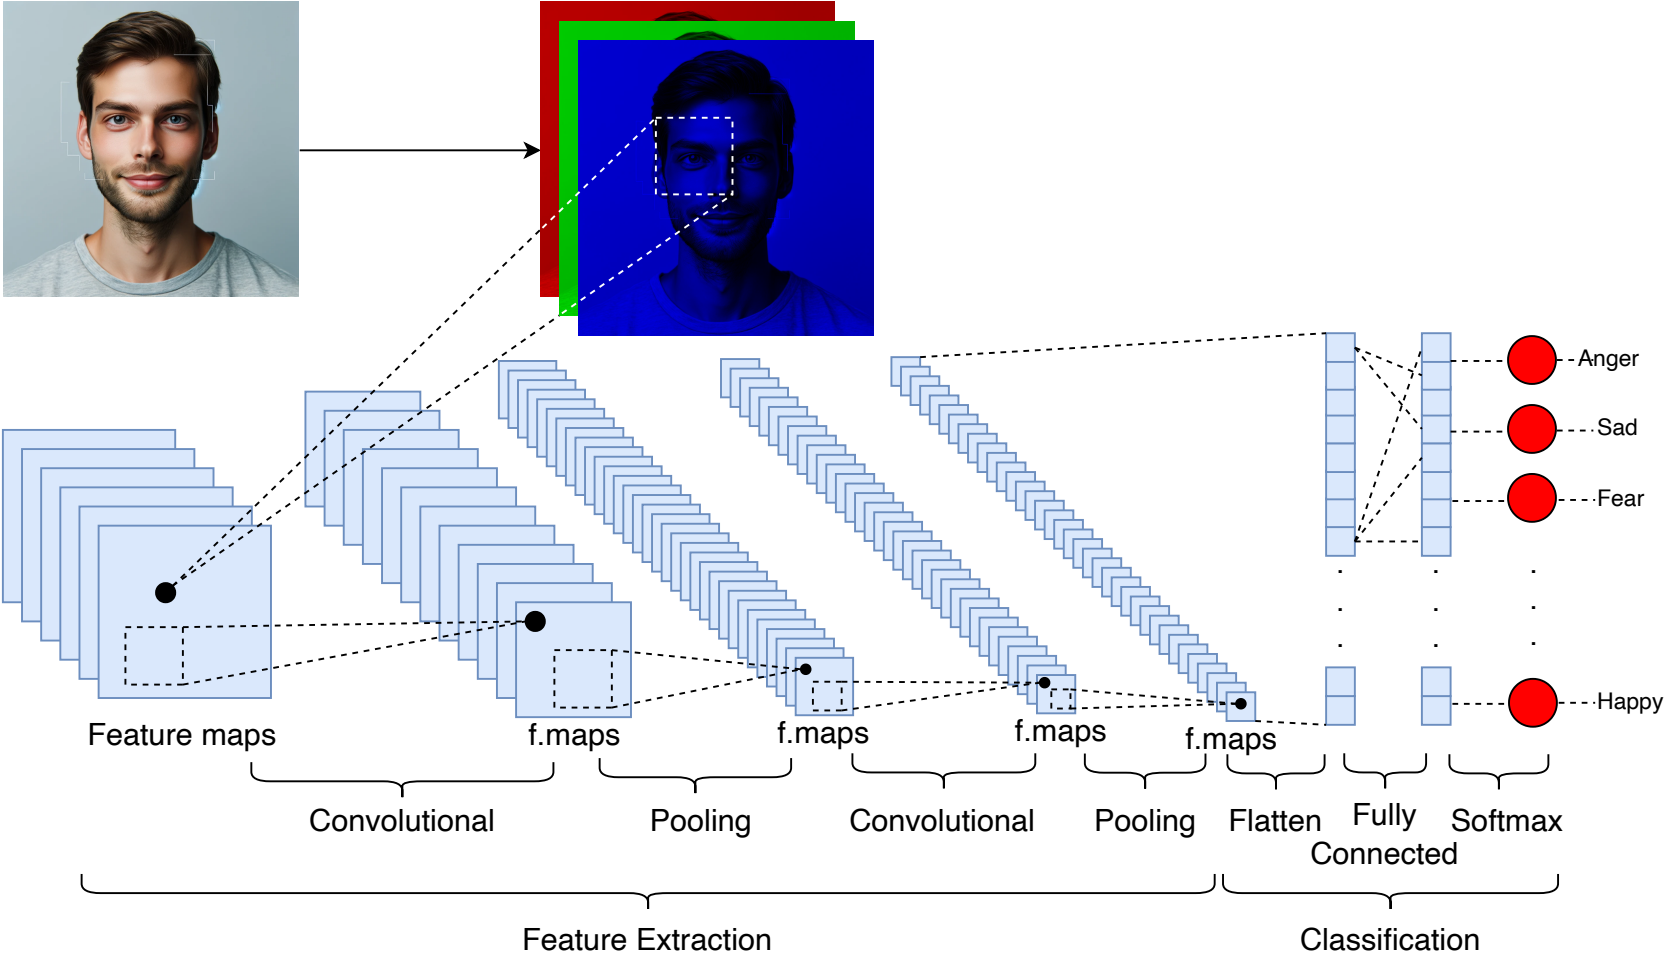 Anger
Sad
Fear
Happy
Feature maps
f.maps
f.maps
f.maps
f.maps
Convolutional
Pooling
Convolutional
Pooling
Flatten
Fully
Connected
Softmax
Feature Extraction
Classification